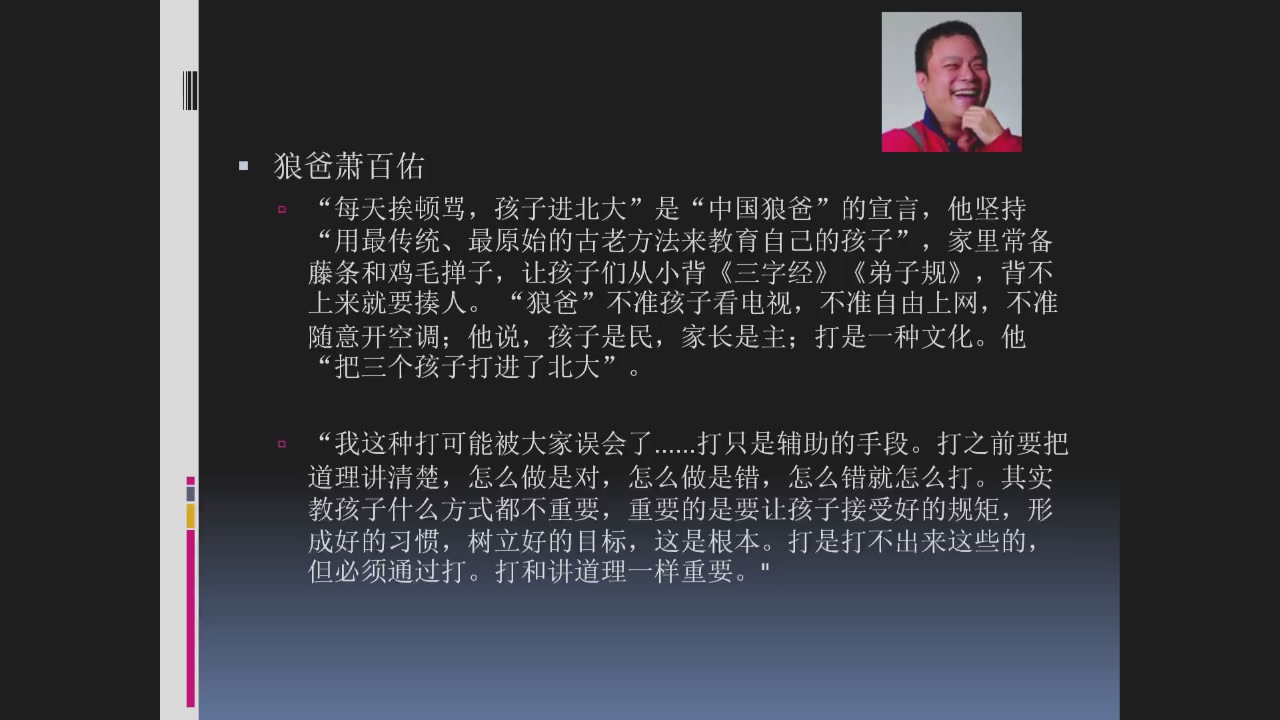 狼爸萧百佑
“每天挨顿骂，孩子进北大”是“中国狼爸”的宣言，他坚持
“用最传统、最原始的古老方法来教育自己的孩子”，家里常备
藤条和鸡毛掸子，让孩子们从小背《三字经》《弟子规》，背不
上来就要揍人。 “狼爸”不准孩子看电视，不准自由上网，不准
随意开空调；他说，孩子是民，家长是主；打是一种文化。他
“把三个孩子打进了北大”。
“我这种打可能被大家误会了......打只是辅助的手段。打之前要把
道理讲清楚，怎么做是对，怎么做是错，怎么错就怎么打。其实
教孩子什么方式都不重要，重要的是要让孩子接受好的规矩，形
成好的习惯，树立好的目标，这是根本。打是打不出来这些的，
但必须通过打。打和讲道理一样重要。"